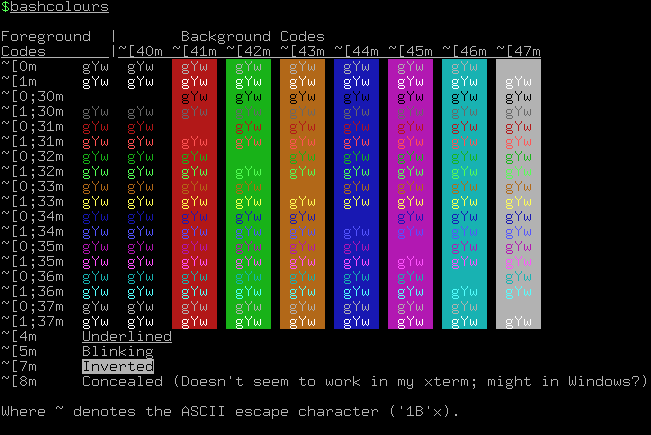 $bashcolours
Foreground | Background Codes
Codes |~[40m ~[41m ~[42m ~[43m ~[44m ~[45m ~[46m ~[47m
~[0m gYw gYw gYw gYw gYw gYw gYw gYw
~[1m gYw gYw gYw gYw gYw gYw gYw gYw gYw
~[0;30m gYw gYw gYw gYw gYw gYw gYw
~[1;30m gYw gYw gYw gYw gYw gYw gYw gYw gYw
~[0;31m gYw gYw gYw gYw gYw gYw gYw gYw
~[1;31m gYw gYw gYw gYw gYw gYw gYw gYw gYw
~[0;32m gYw gYw gYw gYw gYw gYw gYw gYw
~[1;32m gYw gYw gYw gYw gYw gYw gYw gYw gYw
~[0;33m gYw gYw gYw gYw gYw gYw gYw gYw
~[1;33m gYw gYw gYw gYw gYw gYw gYw gYw gYw
~[0;34m gYw gYw gYw gYw gYw gYw gYw gYw
~[1;34m gYw gYw gYw gYw gYw gYw gYw gYw gYw
~[0;35m gYw gYw gYw gYw gYw gYw gYw gYw
~[1;35m gYw gYw gYw gYw gYw gYw gYw gYw gYw
~[0;36m gYw gYw gYw gYw gYw gYw gYw gYw
~[1;36m gYw gYw gYw gYw gYw gYw gYw gYw gYw
~[0;37m gYw gYw gYw gYw gYw gYw gYw gYw
~[1;37m gYw gYw gYw gYw gYw gYw gYw gYw gYw
~[4m Underlined
~[5m Blinking
~[7m Inverted
~[8m Concealed (Doesn't seem to work in my xterm; might in Windows?)
Where ~ denotes the ASCII escape character ('1B'x).